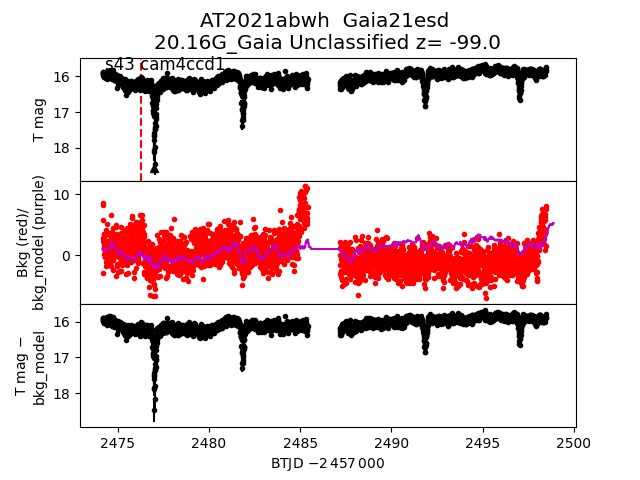 AT2021abwh  Gaia21esd
20.16G_Gaia Unclassified z= -99.0
s43 cam4ccd1
16
17
18
T mag
10
0
Bkg (red)/
bkg_model (purple)
16
17
18
T mag −
bkg_model
2475
2480
2485
2490
2495
2500
BTJD −2 457 000